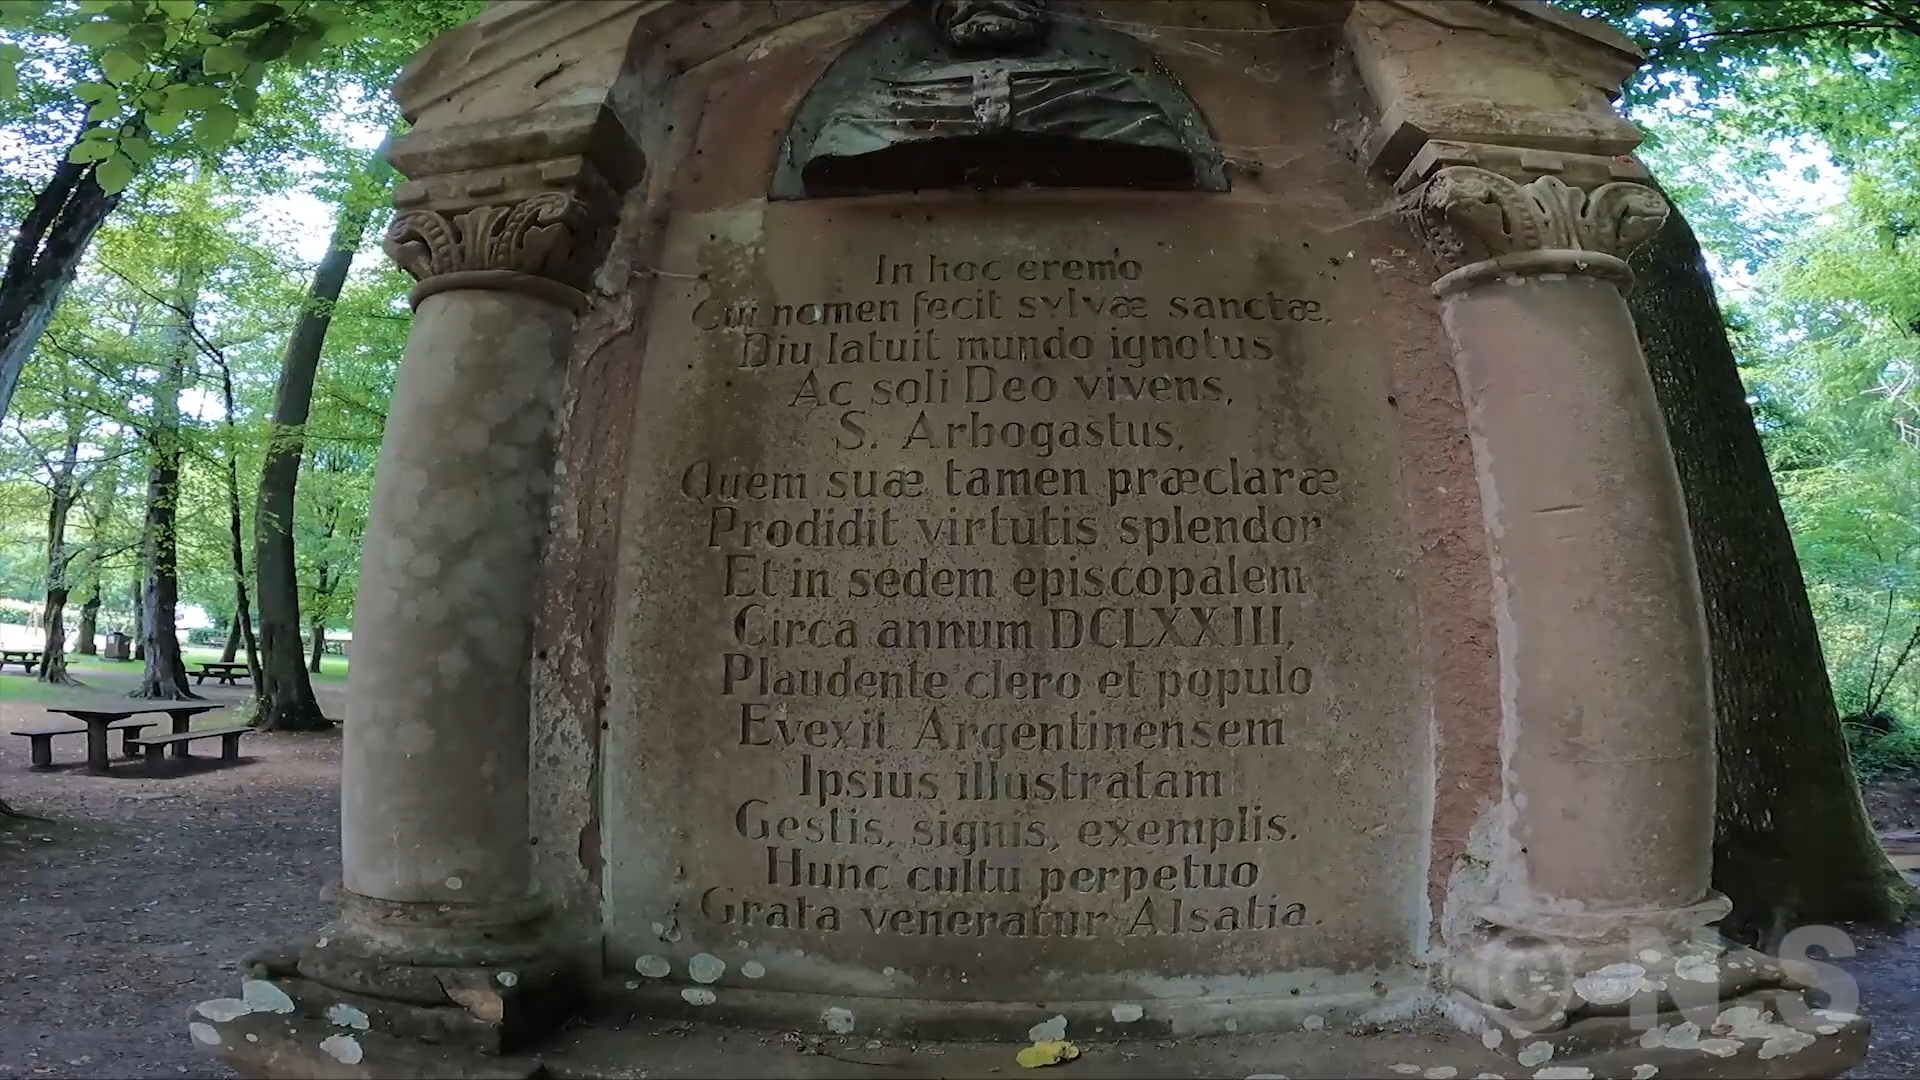 In hoc eremo
Cui nomen fecit sylvæ sanctæ,
Diu latuit mundo ignotus
Ac soli Deo vivens,
S. Arbogastus,
Quem suæ tamen præclaræ
Prodidit virtutis splendor
Et in sedem episcopalem
Circa annum DCLXXIII,
Plaudente clero et populo
Evexit Argentinensem
Ipsius illustratam
Gestis, signis, exemplis.
Hunc cultu perpetuo
Grata veneratur Alsatia.
© N.S